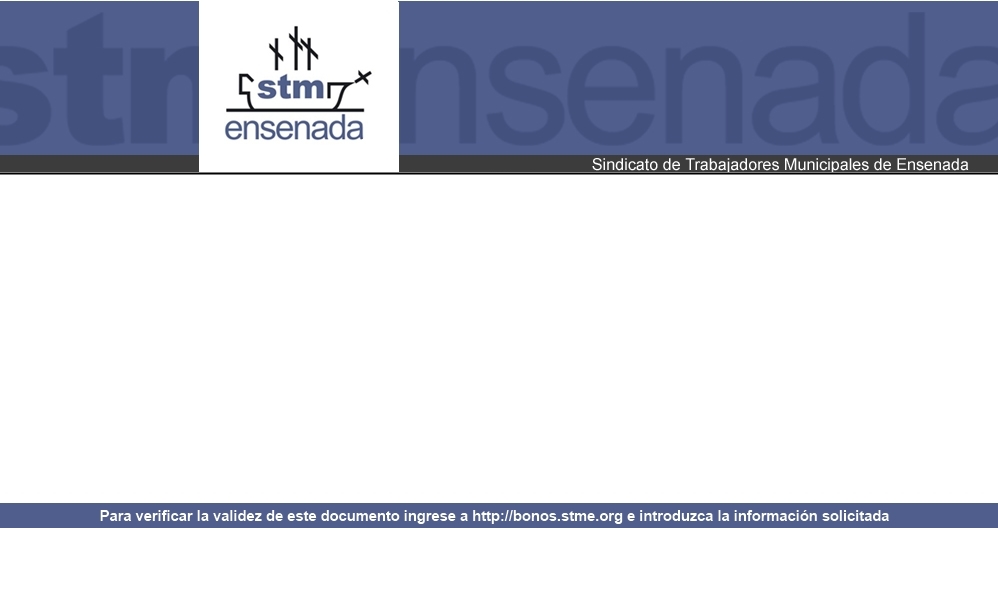 stm ensenada
stm
ensenada
Sindicato de Trabajadores Municipales de Ensenada
Para verificar la validez de este documento ingrese a http://bonos.stme.org e introduzca la información solicitada